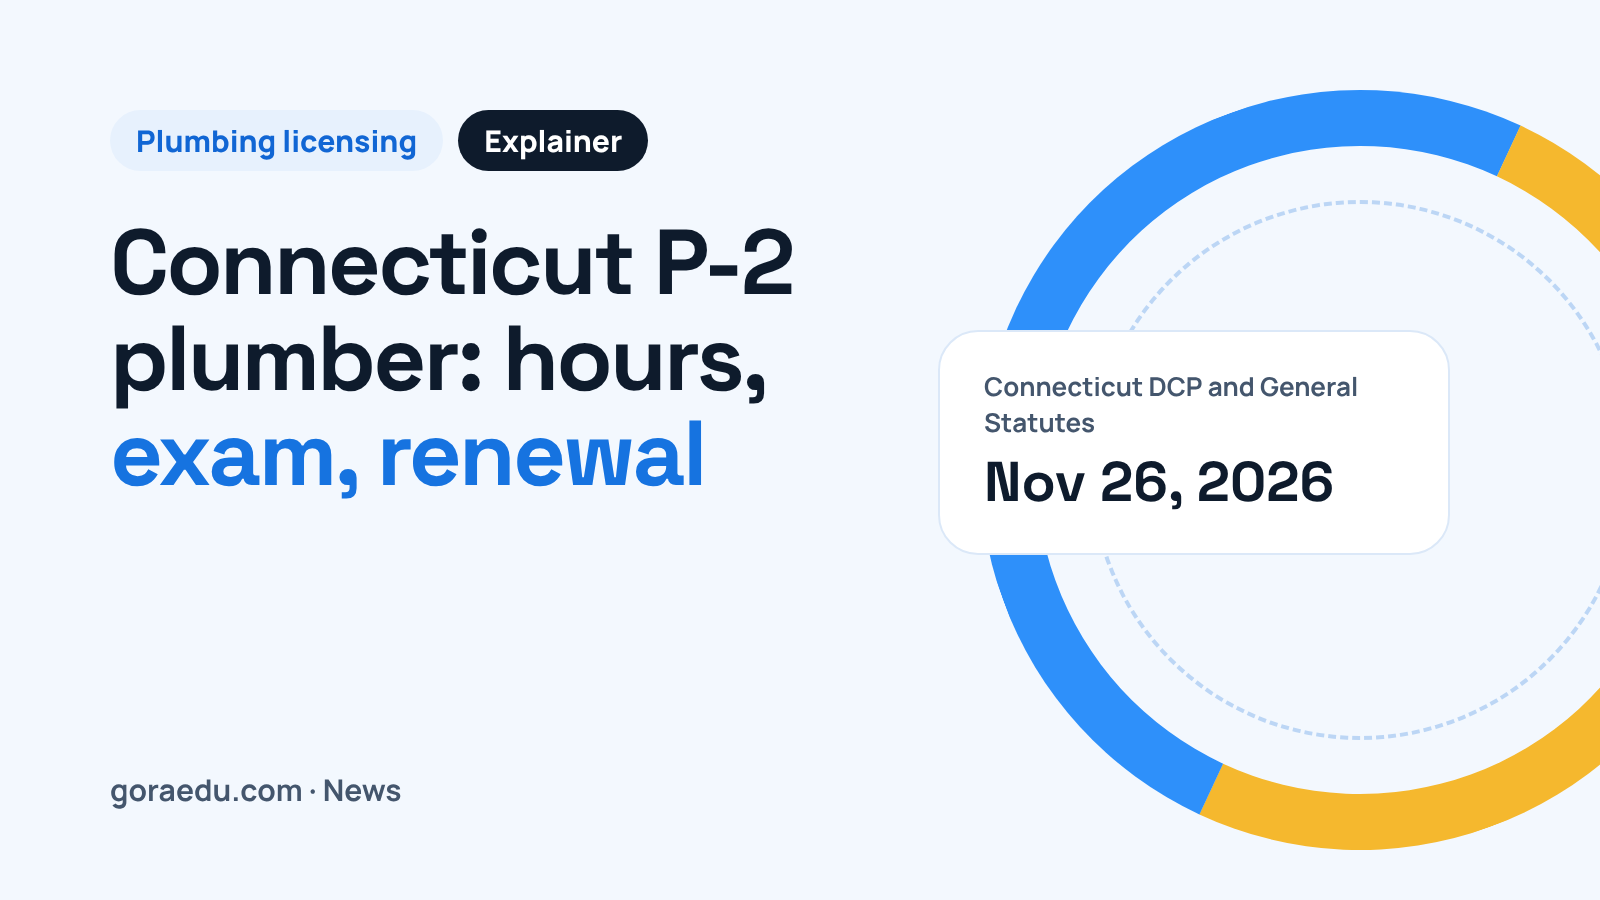 Plumbing licensing
Explainer
Connecticut P-2
plumber: hours,
exam, renewal
Connecticut DCP and General
Statutes
Nov 26, 2026
goraedu.com · News